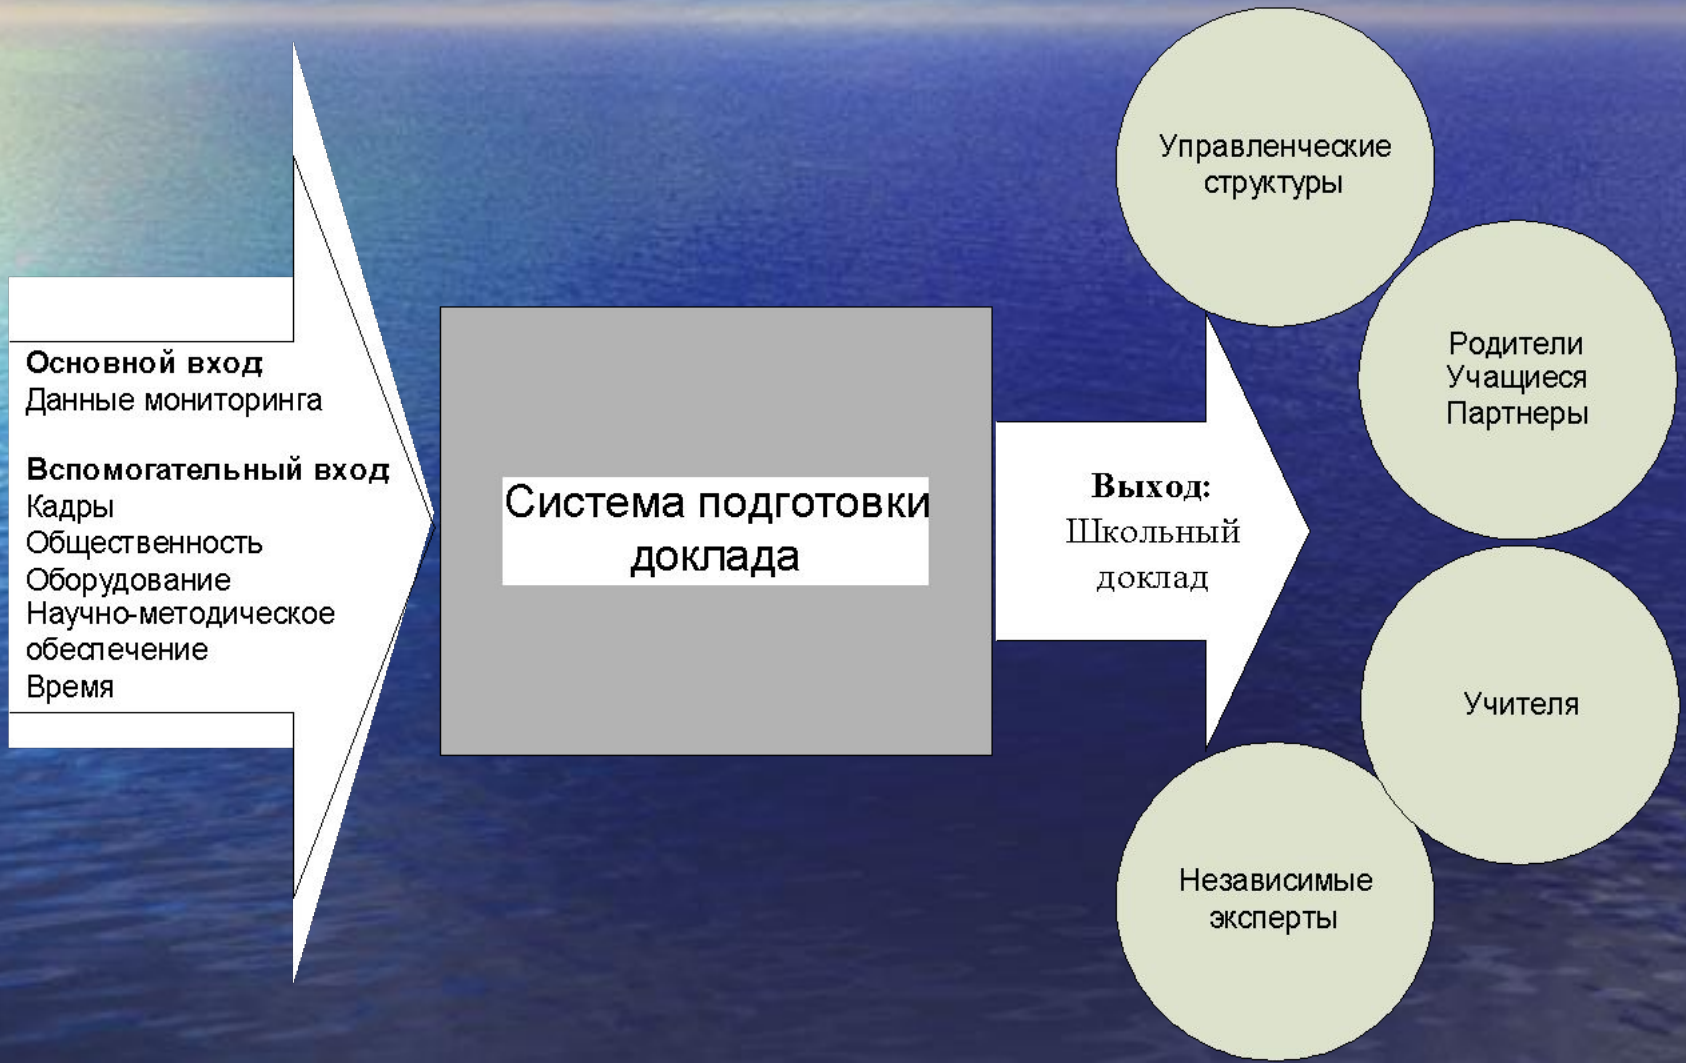 Основной вход:
Данные мониторинга
Вспомогательный вход:
Кадры
Общественность
Оборудование
Научно-методическое
обеспечение
Время
Система подготовки
доклада
Выход:
Школьный
доклад
Управленческие
структуры
Родители
Учащиеся
Партнеры
Учителя
Независимые
эксперты